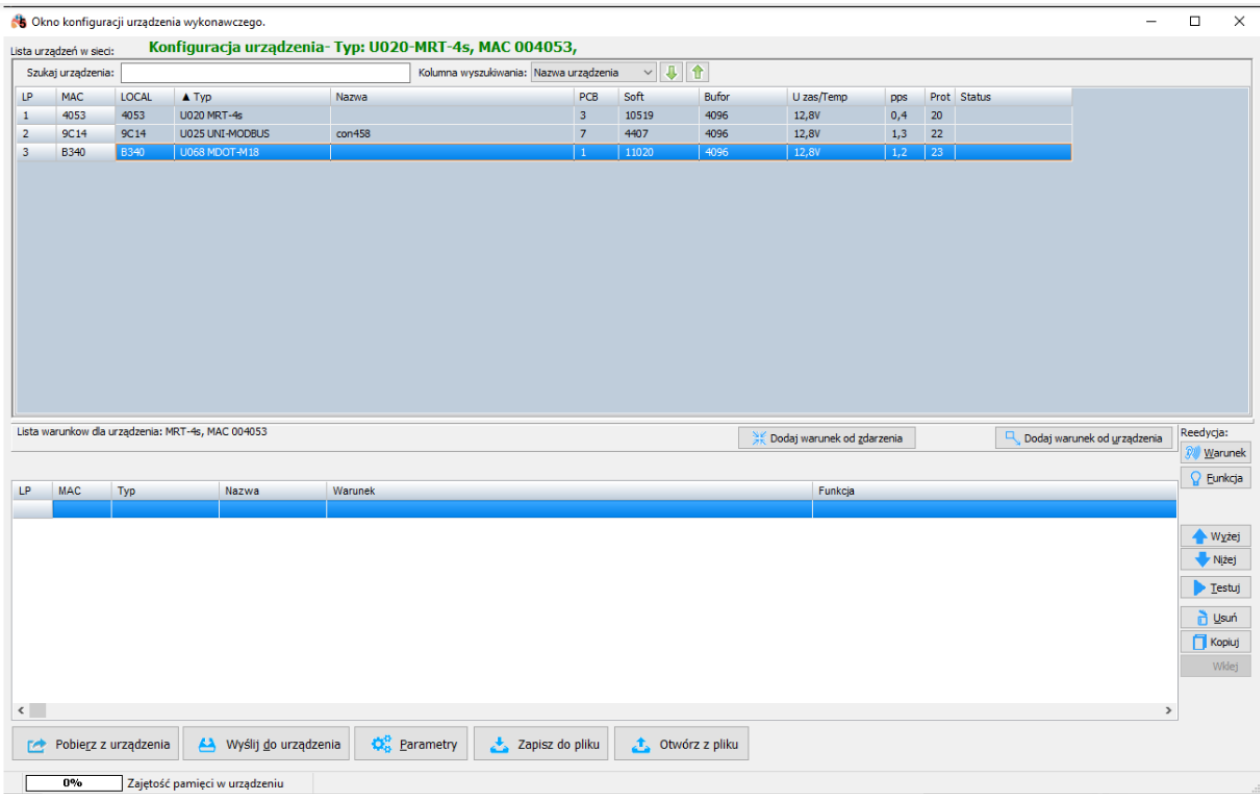 Okno konfiguracji urządzenia wykonawczego.
Lista urządzeń w sieci: Konfiguracja urządzenia- Typ: U020-MRT-4s, MAC 004053,
Szukaj urządzenia: Kolumna wyszukiwania: Nazwa urządzenia
LP MAC LOCAL ▲ Typ Nazwa PCB Soft Bufor U zas/Temp pps Prot Status
1 4053 4053 U020 MRT-4s 3 10519 4096 12,8V 0,4 20
2 9C14 9C14 U025 UNI-MODBUS con458 7 4407 4096 12,8V 1,3 22
3 B340 B340 U068 MDOT-M18 1 11020 4096 12,8V 1,2 23
Lista warunkow dla urządzenia: MRT-4s, MAC 004053
Dodaj warunek od zdarzenia
Dodaj warunek od urządzenia
Reedycja:
Warunek
Funkcja
LP MAC Typ Nazwa Warunek Funkcja
Wyżej
Niżej
Testuj
Usuń
Kopiuj
Wklej
Pobierz z urządzenia Wyślij do urządzenia Parametry Zapisz do pliku Otwórz z pliku
0% Zajętość pamięci w urządzeniu